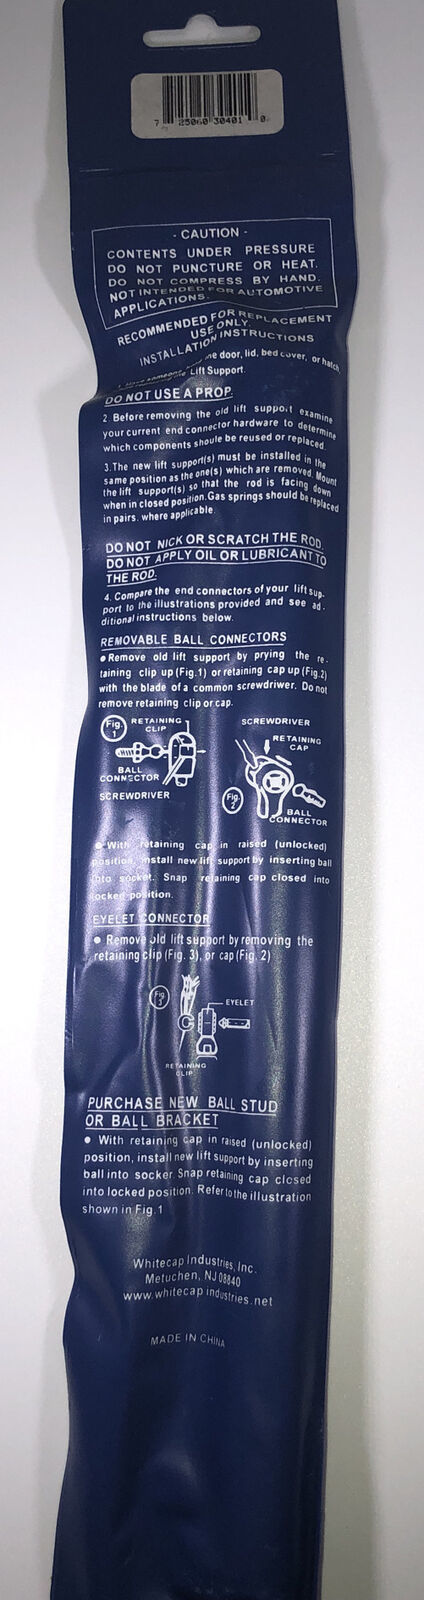 7 25060 30401 0
- CAUTION -
CONTENTS UNDER PRESSURE
DO NOT PUNCTURE OR HEAT.
DO NOT COMPRESS BY HAND.
NOT INTENDED FOR AUTOMOTIVE
APPLICATIONS.
RECOMMENDED FOR REPLACEMENT
USE ONLY.
INSTALLATION INSTRUCTIONS
door, lid, bed cover, or hatch
Lift Support.
DO NOT USE A PROP.
2. Before removing the old lift support examine
your current end connector hardware to determine
which components shoule be reused or replaced.
3.The new lift support(s) must be installed in the
same position as the one(s) which are removed. Mount
the lift support(s) so that the rod is facing down
when in closed position.Gas springs should be replaced
in pairs. where applicable.
DO NOT NICK OR SCRATCH THE ROD.
DO NOT APPLY OIL OR LUBRICANT TO
THE ROD.
4. Compare the end connectors of your lift sup-
port to the illustrations provided and see ad-
ditional instructions below.
REMOVABLE BALL CONNECTORS
● Remove old lift support by prying the re-
taining clip up (Fig.1) or retaining cap up (Fig.2)
with the blade of a common screwdriwer. Do not
remove retaining clip or cap.
Fig. 1
RETAINING
CLIP
BALL
CONNECTOR
SCREWDRIVER
SCREWDRIVER
RETAINING
CAP
Fig. 2
BALL
CONNECTOR
● With retaining cap in raised (unlocked)
position, install new lift support by inserting ball
into socket. Snap retaining cap closed into
locked position.
EYELET CONNECTOR
● Remove old lift support by removing the
retaining clip (Fig. 3), or cap (Fig. 2)
Fig. 3
EYELET
RETAINING
CLIP
PURCHASE NEW BALL STUD
OR BALL BRACKET
● With retaining cap in raised (unlocked)
position, install new lift support by inserting
ball into socker. Snap retaining cap closed
into locked position. Refer to the illustration
shown in Fig.1
Whitecap Industries, Inc.
Metuchen, NJ 08840
www.whitecapindustries.net
MADE IN CHINA